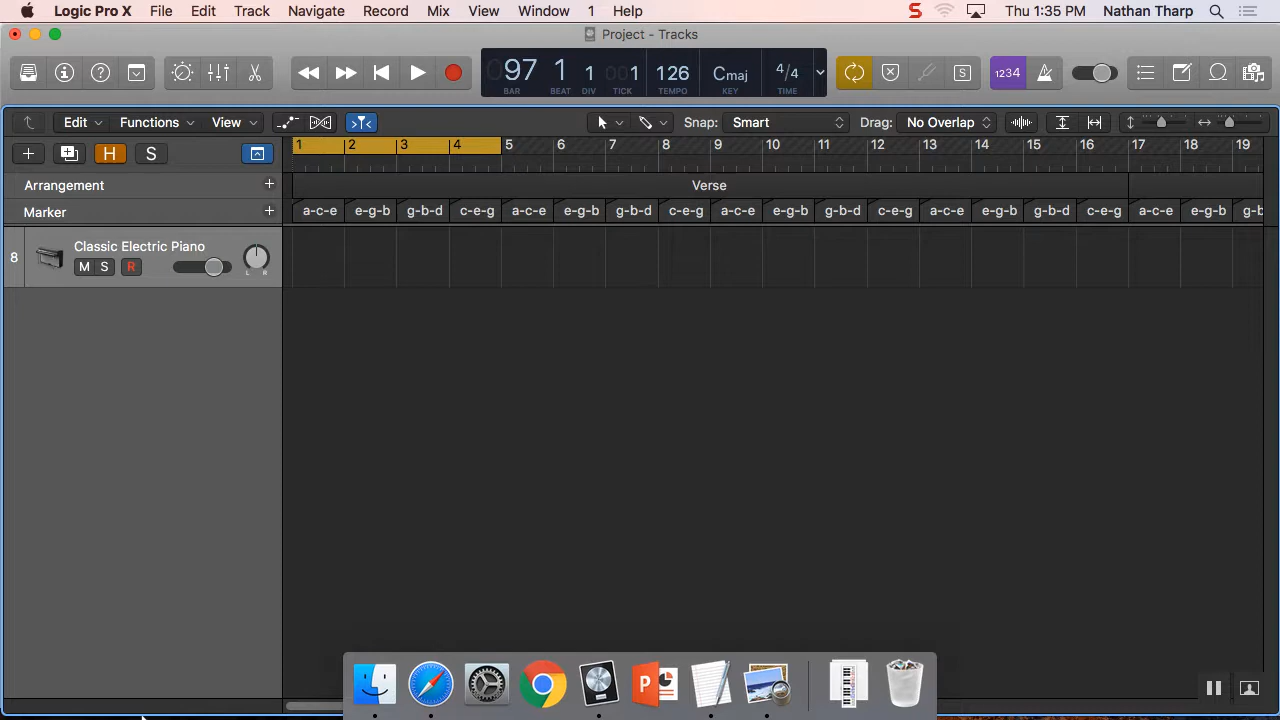 Logic Pro X File Edit Track Navigate Record Mix View Window 1 Help S Thu 1:35 PM Nathan Tharp
Project - Tracks
097 1 1 001 126 Cmaj 4/4 1234 S
BAR BEAT DIV TICK TEMPO KEY TIME
Edit Functions View Snap: Smart Drag: No Overlap
H S 1 2 3 4 5 6 7 8 9 10 11 12 13 14 15 16 17 18 19
Arrangement Verse
Marker a-c-e e-g-b g-b-d c-e-g a-c-e e-g-b g-b-d c-e-g a-c-e e-g-b g-b-d c-e-g a-c-e e-g-b g-b-d c-e-g a-c-e e-g-b g-b
8 Classic Electric Piano
M S R
L R
P